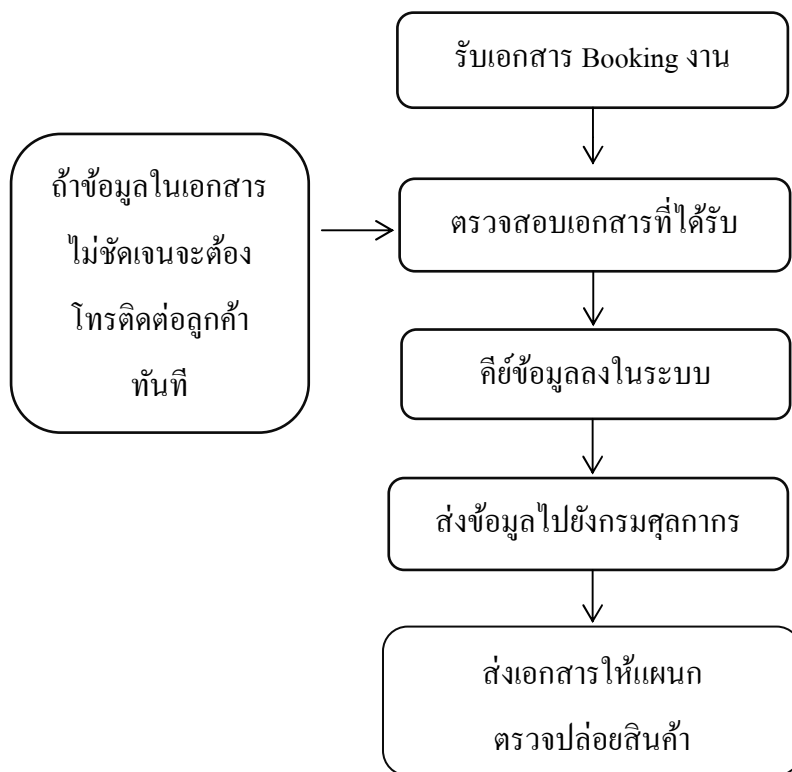 รับเอกสาร Booking งาน
ถ้าข้อมูลในเอกสาร
ไม่ชัดเจนจะต้อง
โทรติดต่อลูกค้า
ทันที
ตรวจสอบเอกสารที่ได้รับ
คีย์ข้อมูลลงในระบบ
ส่งข้อมูลไปยังกรมศุลกากร
ส่งเอกสารให้แผนก
ตรวจปล่อยสินค้า